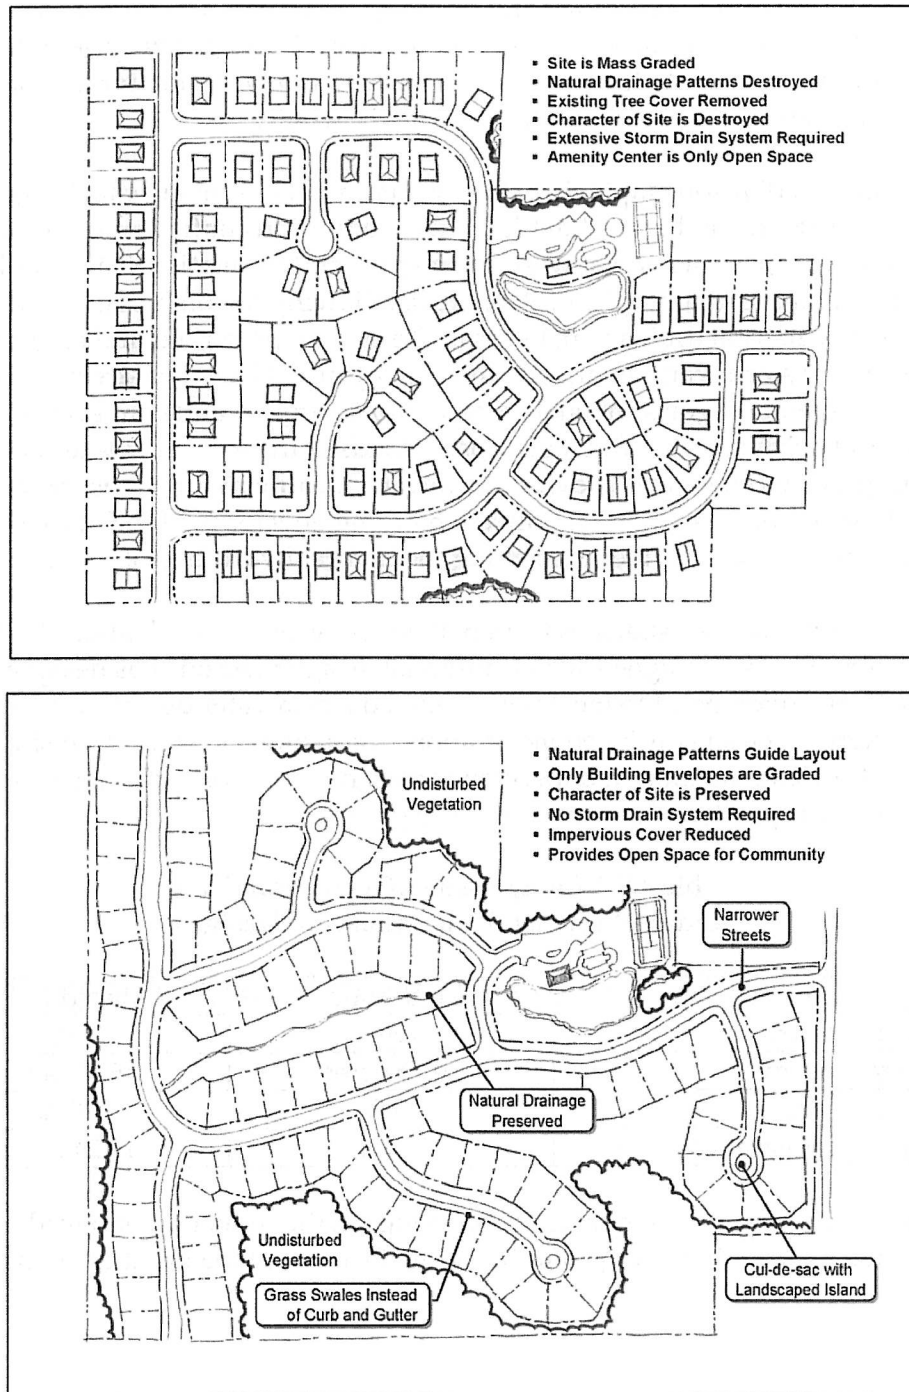 ▪ Site is Mass Graded
▪ Natural Drainage Patterns Destroyed
▪ Existing Tree Cover Removed
▪ Character of Site is Destroyed
▪ Extensive Storm Drain System Required
▪ Amenity Center is Only Open Space
▪ Natural Drainage Patterns Guide Layout
▪ Only Building Envelopes are Graded
▪ Character of Site is Preserved
▪ No Storm Drain System Required
▪ Impervious Cover Reduced
▪ Provides Open Space for Community
Undisturbed
Vegetation
Narrower
Streets
Natural Drainage
Preserved
Undisturbed
Vegetation
Grass Swales Instead
of Curb and Gutter
Cul-de-sac with
Landscaped Island